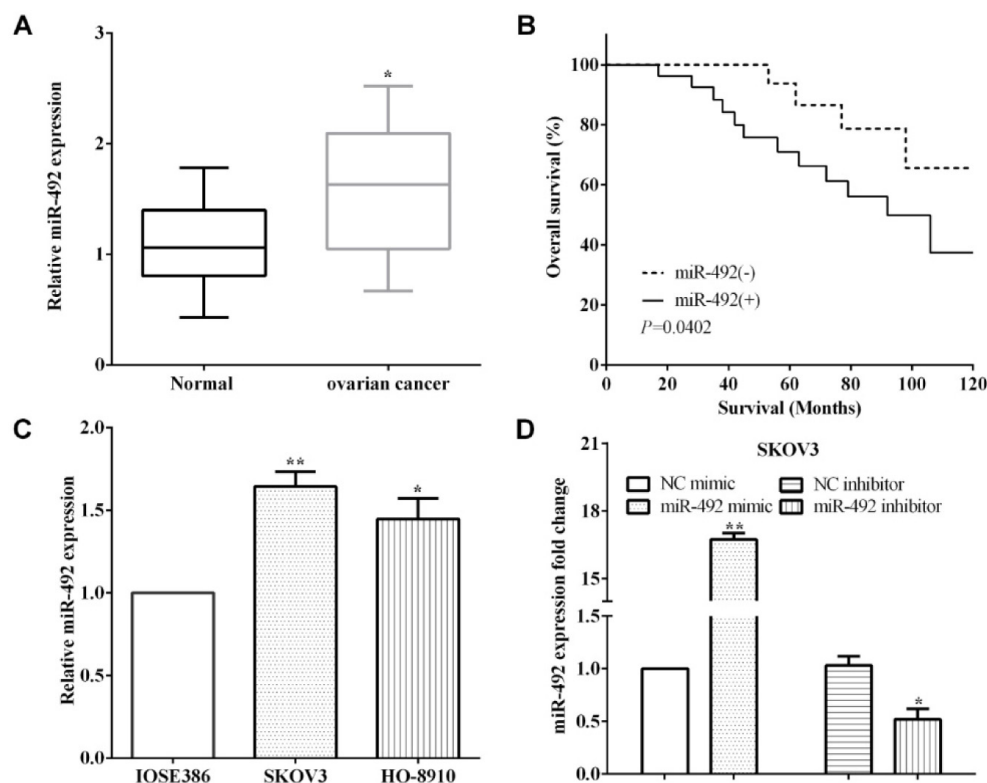 A
Relative miR-492 expression
3
2
1
0
*
Normal
ovarian cancer
B
Overall survival (%)
100
80
60
40
20
0
miR-492(-)
miR-492(+)
P=0.0402
0
20
40
60
80
100
120
Survival (Months)
C
Relative miR-492 expression
2.0
1.5
1.0
0.5
0.0
**
*
IOSE386
SKOV3
HO-8910
D
SKOV3
miR-492 expression fold change
21
18
15
1.5
1.0
0.5
0.0
NC mimic
NC inhibitor
miR-492 mimic
miR-492 inhibitor
**
*